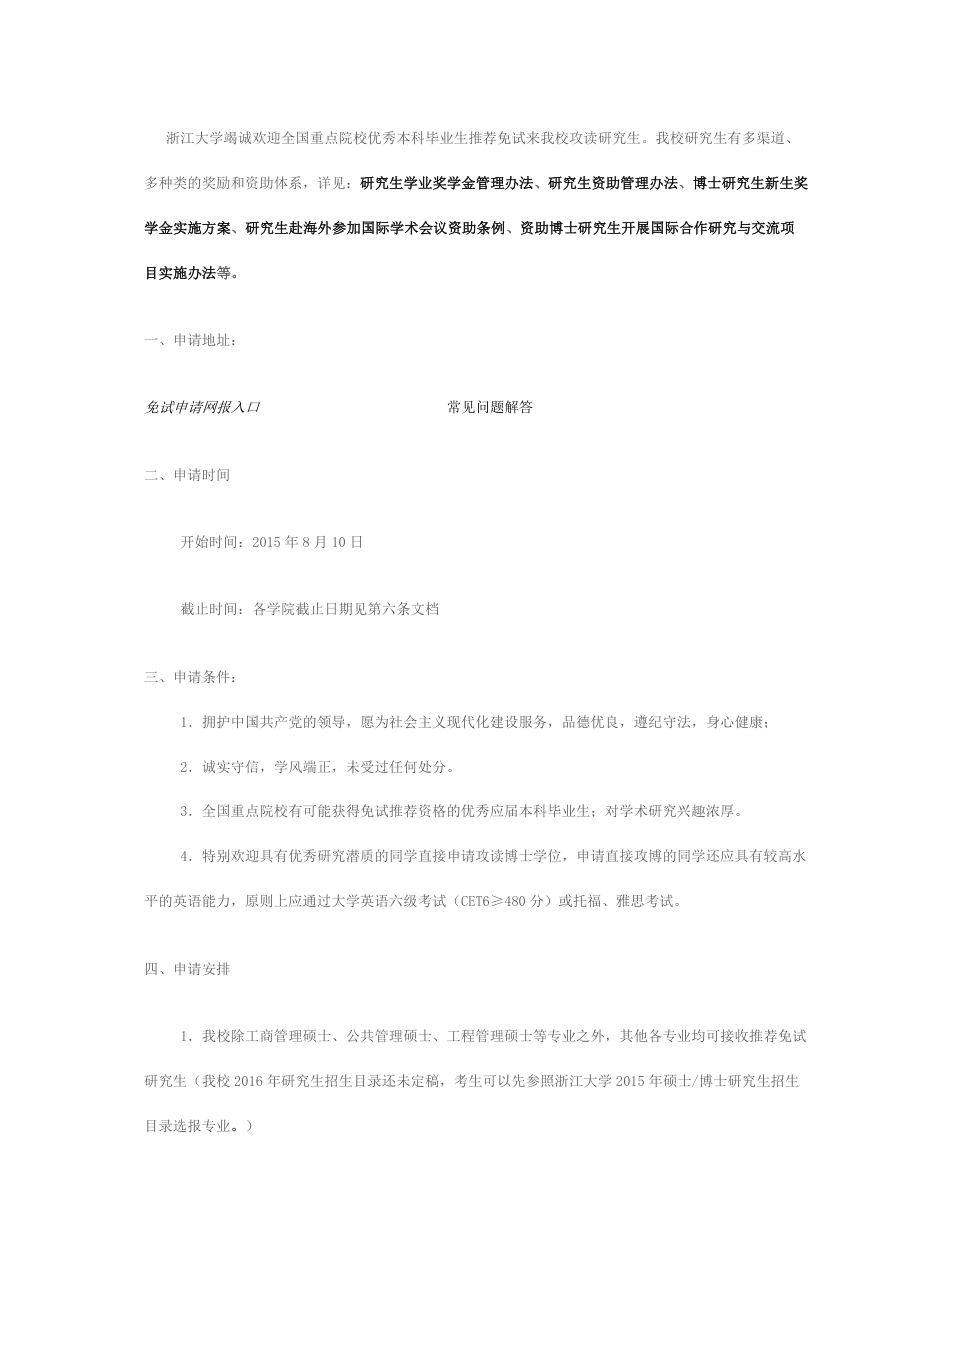 浙江大学竭诚欢迎全国重点院校优秀本科毕业生推荐免试来我校攻读研究生。我校研究生有多渠道、
多种类的奖励和资助体系，详见：研究生学业奖学金管理办法、研究生资助管理办法、博士研究生新生奖
学金实施方案、研究生赴海外参加国际学术会议资助条例、资助博士研究生开展国际合作研究与交流项
目实施办法等。
一、申请地址：
免试申请网报入口 常见问题解答
二、申请时间
开始时间：2015 年 8 月 10 日
截止时间：各学院截止日期见第六条文档
三、申请条件：
1．拥护中国共产党的领导，愿为社会主义现代化建设服务，品德优良，遵纪守法，身心健康；
2．诚实守信，学风端正，未受过任何处分。
3．全国重点院校有可能获得免试推荐资格的优秀应届本科毕业生；对学术研究兴趣浓厚。
4．特别欢迎具有优秀研究潜质的同学直接申请攻读博士学位，申请直接攻博的同学还应具有较高水
平的英语能力，原则上应通过大学英语六级考试（CET6≥480 分）或托福、雅思考试。
四、申请安排
1．我校除工商管理硕士、公共管理硕士、工程管理硕士等专业之外，其他各专业均可接收推荐免试
研究生（我校 2016 年研究生招生目录还未定稿，考生可以先参照浙江大学 2015 年硕士/博士研究生招生
目录选报专业。）